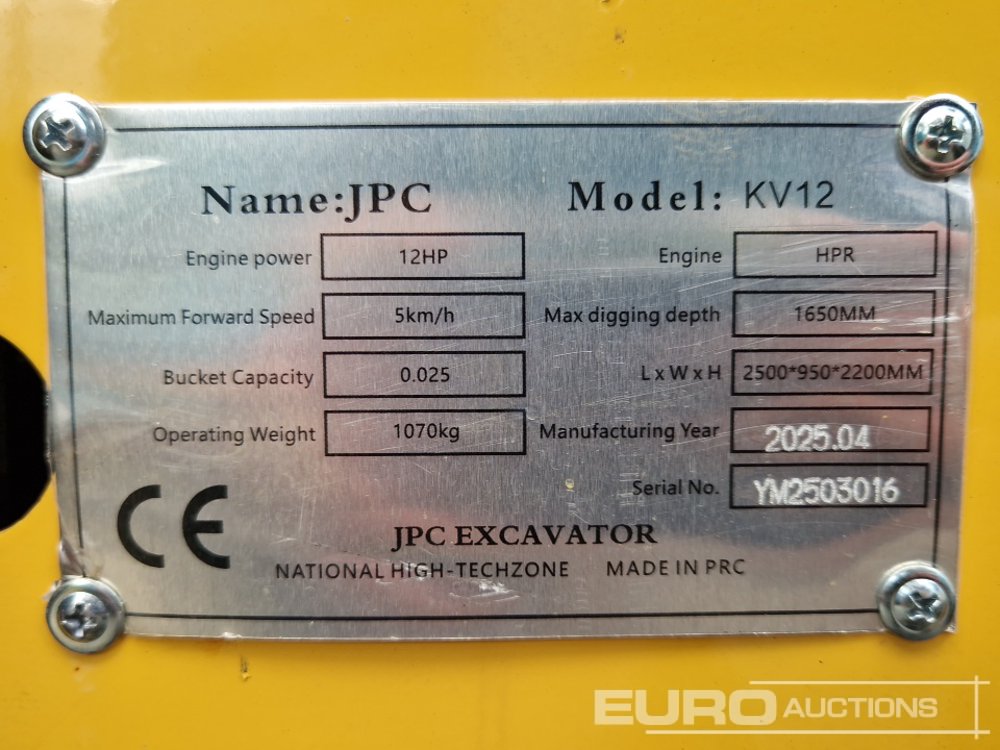 Name:JPC Model: KV12
Engine power 12HP Engine HPR
Maximum Forward Speed 5km/h Max digging depth 1650MM
Bucket Capacity 0.025 L x W x H 2500*950*2200MM
Operating Weight 1070kg Manufacturing Year 2025.04
Serial No. YM2503016
CE
JPC EXCAVATOR
NATIONAL HIGH-TECHZONE MADE IN PRC
EURO AUCTIONS